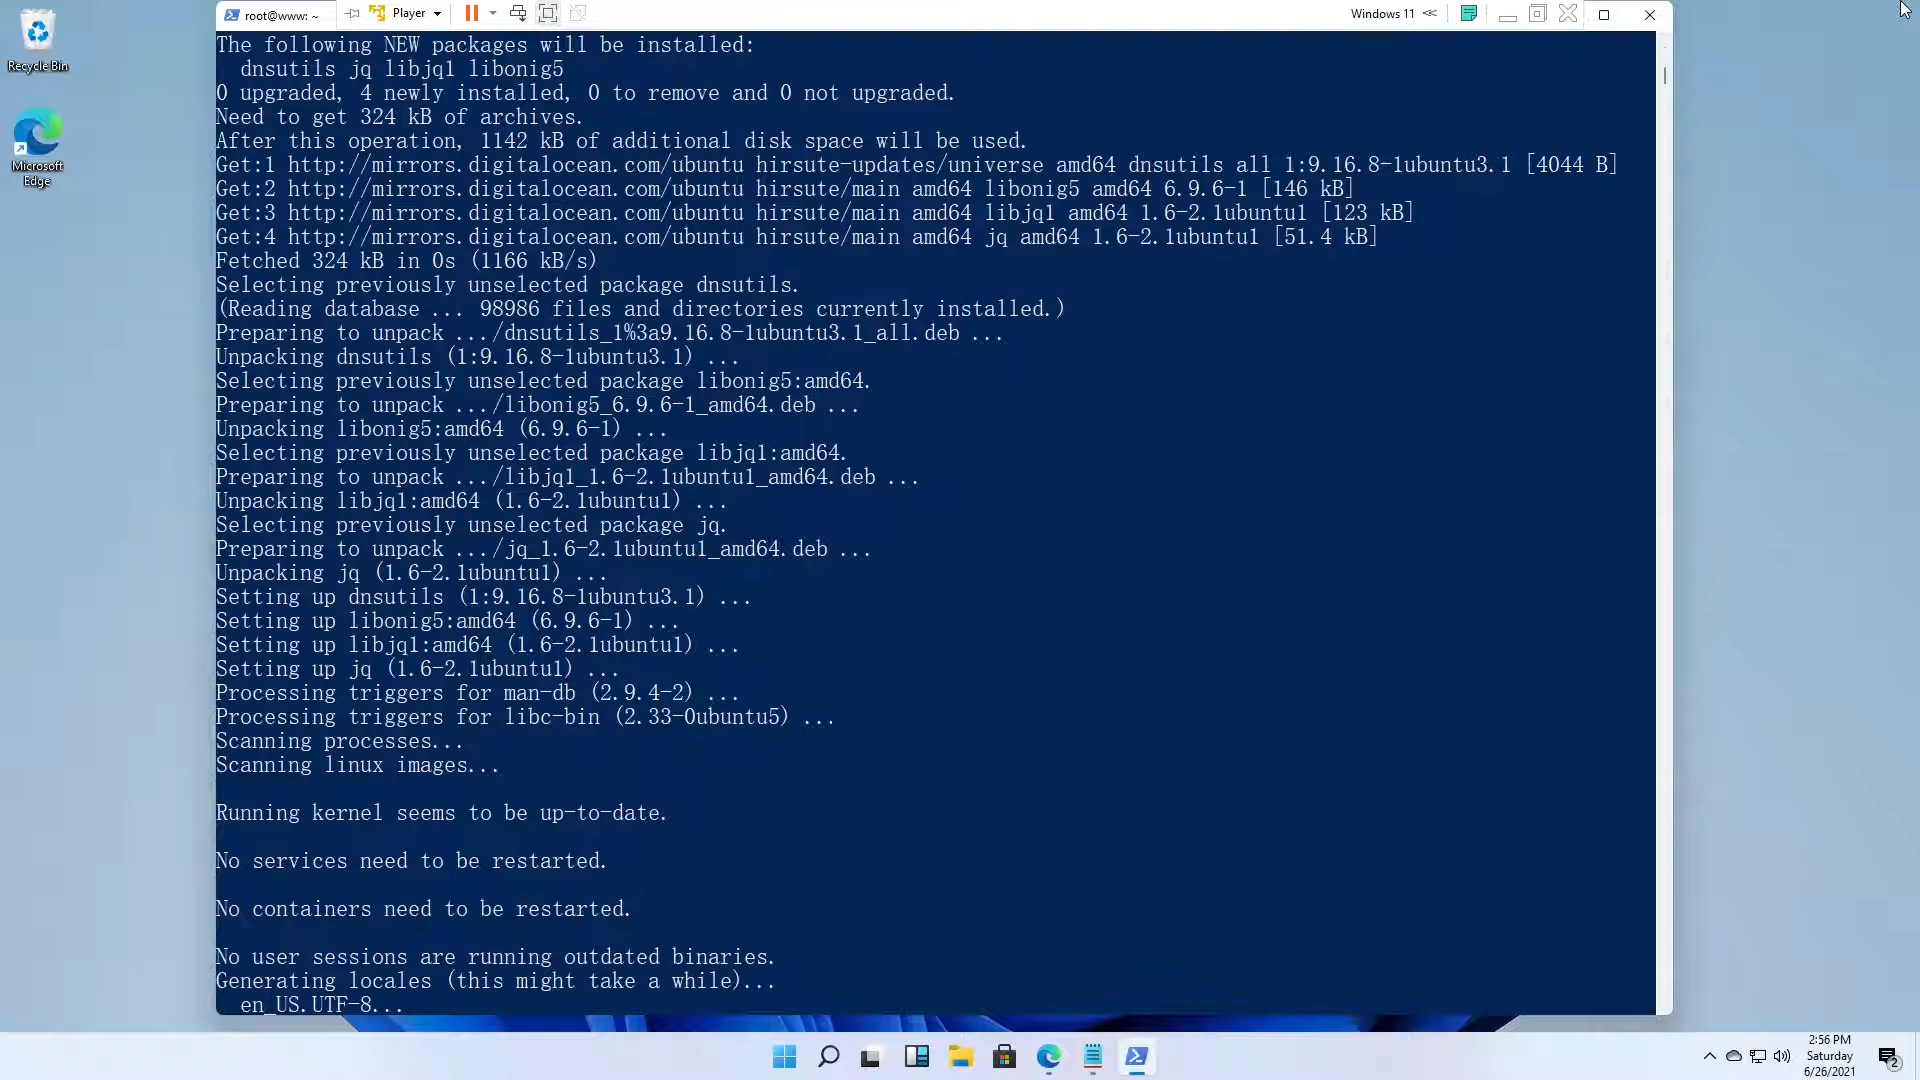 root@www: ~
Player
Windows 11
Recycle Bin
Microsoft
Edge
The following NEW packages will be installed:
dnsutils jq libjq1 libonig5
0 upgraded, 4 newly installed, 0 to remove and 0 not upgraded.
Need to get 324 kB of archives.
After this operation, 1142 kB of additional disk space will be used.
Get:1 http://mirrors.digitalocean.com/ubuntu hirsute-updates/universe amd64 dnsutils all 1:9.16.8-1ubuntu3.1 [4044 B]
Get:2 http://mirrors.digitalocean.com/ubuntu hirsute/main amd64 libonig5 amd64 6.9.6-1 [146 kB]
Get:3 http://mirrors.digitalocean.com/ubuntu hirsute/main amd64 libjq1 amd64 1.6-2.1ubuntu1 [123 kB]
Get:4 http://mirrors.digitalocean.com/ubuntu hirsute/main amd64 jq amd64 1.6-2.1ubuntu1 [51.4 kB]
Fetched 324 kB in 0s (1166 kB/s)
Selecting previously unselected package dnsutils.
(Reading database ... 98986 files and directories currently installed.)
Preparing to unpack .../dnsutils_1%3a9.16.8-1ubuntu3.1_all.deb ...
Unpacking dnsutils (1:9.16.8-1ubuntu3.1) ...
Selecting previously unselected package libonig5:amd64.
Preparing to unpack .../libonig5_6.9.6-1_amd64.deb ...
Unpacking libonig5:amd64 (6.9.6-1) ...
Selecting previously unselected package libjq1:amd64.
Preparing to unpack .../libjq1_1.6-2.1ubuntu1_amd64.deb ...
Unpacking libjq1:amd64 (1.6-2.1ubuntu1) ...
Selecting previously unselected package jq.
Preparing to unpack .../jq_1.6-2.1ubuntu1_amd64.deb ...
Unpacking jq (1.6-2.1ubuntu1) ...
Setting up dnsutils (1:9.16.8-1ubuntu3.1) ...
Setting up libonig5:amd64 (6.9.6-1) ...
Setting up libjq1:amd64 (1.6-2.1ubuntu1) ...
Setting up jq (1.6-2.1ubuntu1) ...
Processing triggers for man-db (2.9.4-2) ...
Processing triggers for libc-bin (2.33-0ubuntu5) ...
Scanning processes...
Scanning linux images...
Running kernel seems to be up-to-date.
No services need to be restarted.
No containers need to be restarted.
No user sessions are running outdated binaries.
Generating locales (this might take a while)...
en_US.UTF-8...
2:56 PM
Saturday
6/26/2021
2